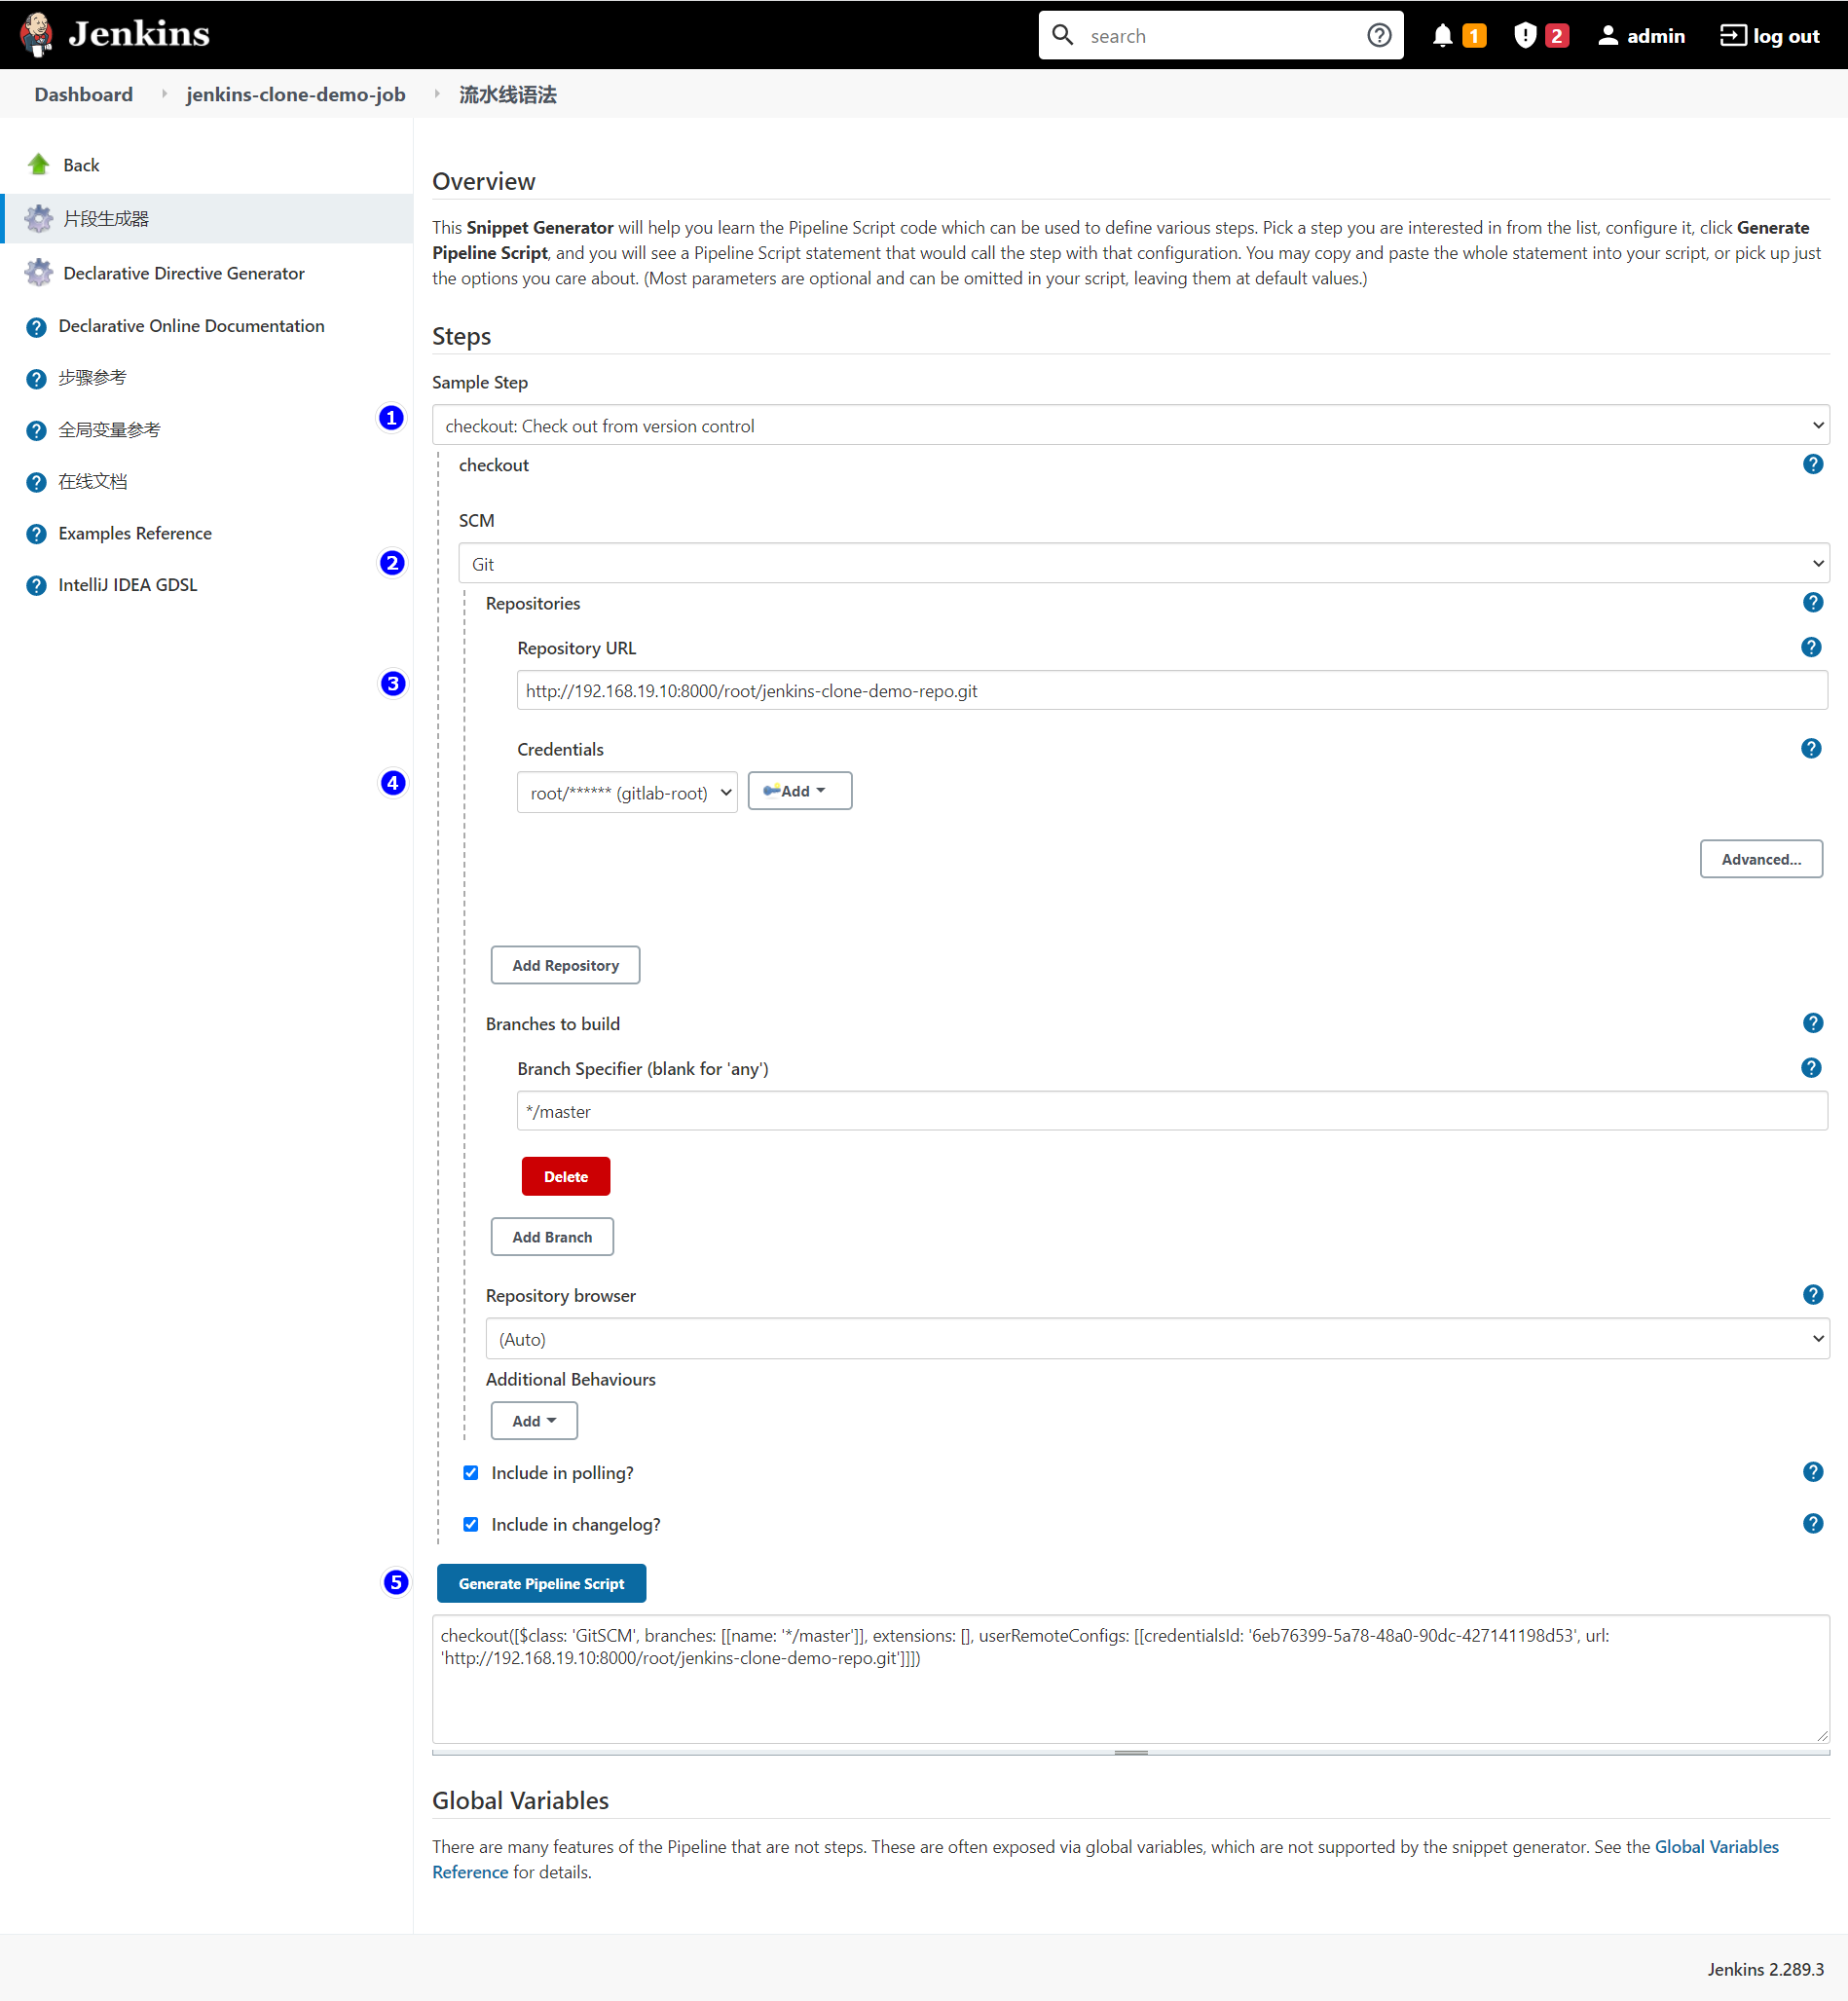 Jenkins
search
1
2
admin
log out
Dashboard
jenkins-clone-demo-job
流水线语法
Back
片段生成器
Declarative Directive Generator
Declarative Online Documentation
步骤参考
全局变量参考
在线文档
Examples Reference
IntelliJ IDEA GDSL
Overview
This Snippet Generator will help you learn the Pipeline Script code which can be used to define various steps. Pick a step you are interested in from the list, configure it, click Generate
Pipeline Script, and you will see a Pipeline Script statement that would call the step with that configuration. You may copy and paste the whole statement into your script, or pick up just
the options you care about. (Most parameters are optional and can be omitted in your script, leaving them at default values.)
Steps
Sample Step
1
checkout: Check out from version control
checkout
SCM
2
Git
Repositories
Repository URL
3
http://192.168.19.10:8000/root/jenkins-clone-demo-repo.git
Credentials
4
root/****** (gitlab-root)
Add
Advanced...
Add Repository
Branches to build
Branch Specifier (blank for 'any')
*/master
Delete
Add Branch
Repository browser
(Auto)
Additional Behaviours
Add
Include in polling?
Include in changelog?
5
Generate Pipeline Script
checkout([$class: 'GitSCM', branches: [[name: '*/master']], extensions: [], userRemoteConfigs: [[credentialsId: '6eb76399-5a78-48a0-90dc-427141198d53', url:
'http://192.168.19.10:8000/root/jenkins-clone-demo-repo.git']]])
Global Variables
There are many features of the Pipeline that are not steps. These are often exposed via global variables, which are not supported by the snippet generator. See the Global Variables
Reference for details.
Jenkins 2.289.3